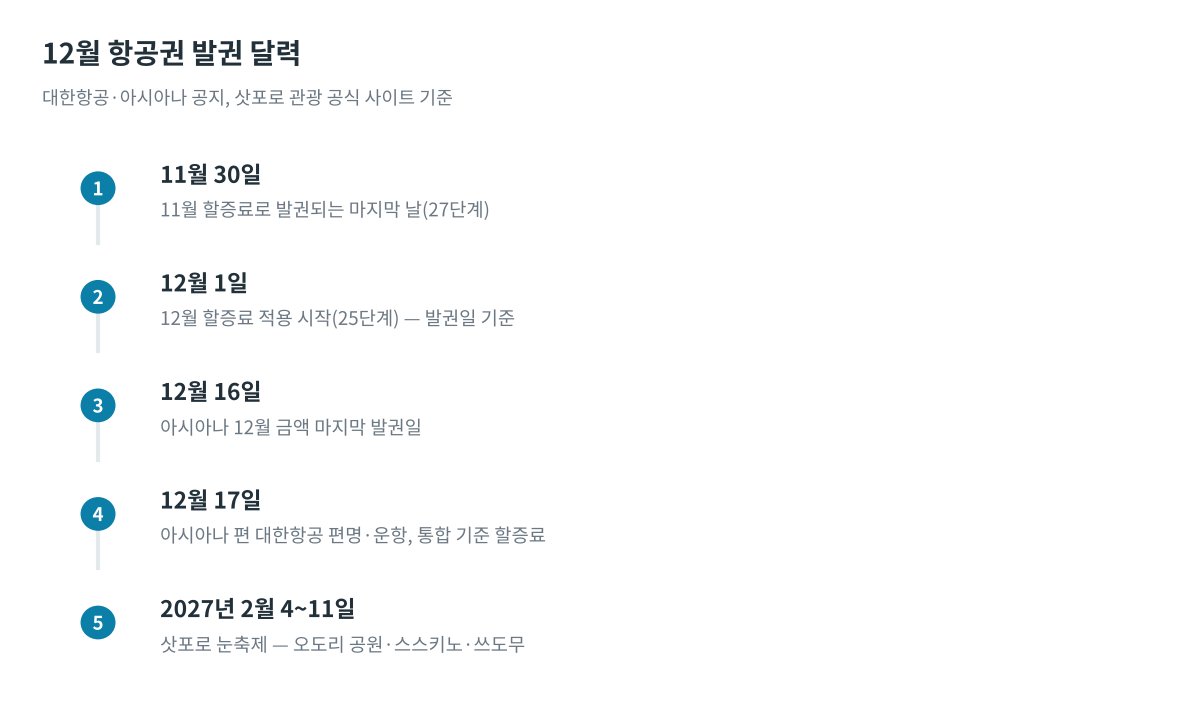 12월 항공권 발권 달력
대한항공·아시아나 공지, 삿포로 관광 공식 사이트 기준
1
11월 30일
11월 할증료로 발권되는 마지막 날(27단계)
2
12월 1일
12월 할증료 적용 시작(25단계) — 발권일 기준
3
12월 16일
아시아나 12월 금액 마지막 발권일
4
12월 17일
아시아나 편 대한항공 편명·운항, 통합 기준 할증료
5
2027년 2월 4~11일
삿포로 눈축제 — 오도리 공원·스스키노·쓰도무